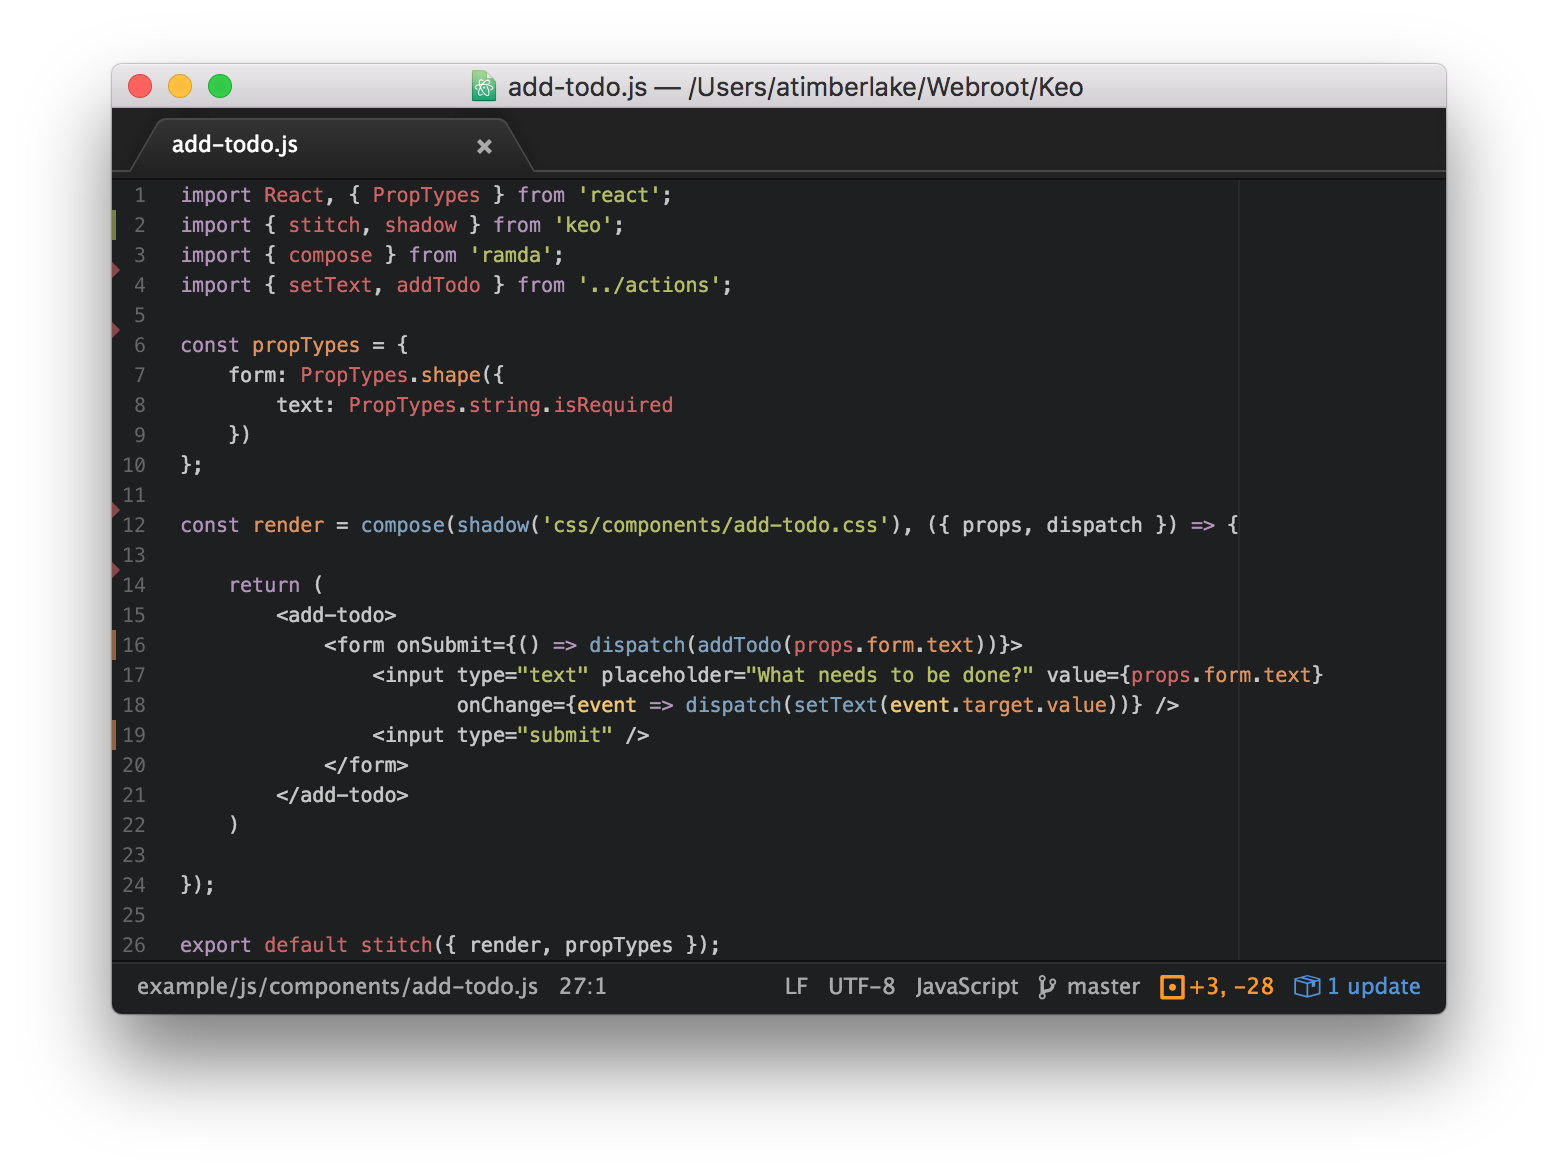 add-todo.js — /Users/atimberlake/Webroot/Keo
add-todo.js ×
1 import React, { PropTypes } from 'react';
2 import { stitch, shadow } from 'keo';
3 import { compose } from 'ramda';
4 import { setText, addTodo } from '../actions';
5
6 const propTypes = {
7     form: PropTypes.shape({
8         text: PropTypes.string.isRequired
9     })
10 };
11
12 const render = compose(shadow('css/components/add-todo.css'), ({ props, dispatch }) => {
13
14     return (
15         <add-todo>
16             <form onSubmit={() => dispatch(addTodo(props.form.text))}>
17                 <input type="text" placeholder="What needs to be done?" value={props.form.text}
18                        onChange={event => dispatch(setText(event.target.value))} />
19                 <input type="submit" />
20             </form>
21         </add-todo>
22     )
23
24 });
25
26 export default stitch({ render, propTypes });
example/js/components/add-todo.js 27:1 LF UTF-8 JavaScript master +3, -28 1 update